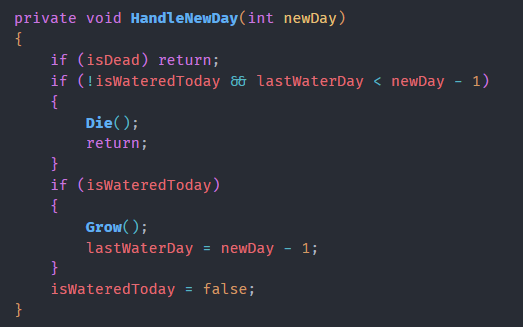 private void HandleNewDay(int newDay)
{
    if (isDead) return;
    if (!isWateredToday && lastWaterDay < newDay - 1)
    {
        Die();
        return;
    }
    if (isWateredToday)
    {
        Grow();
        lastWaterDay = newDay - 1;
    }
    isWateredToday = false;
}